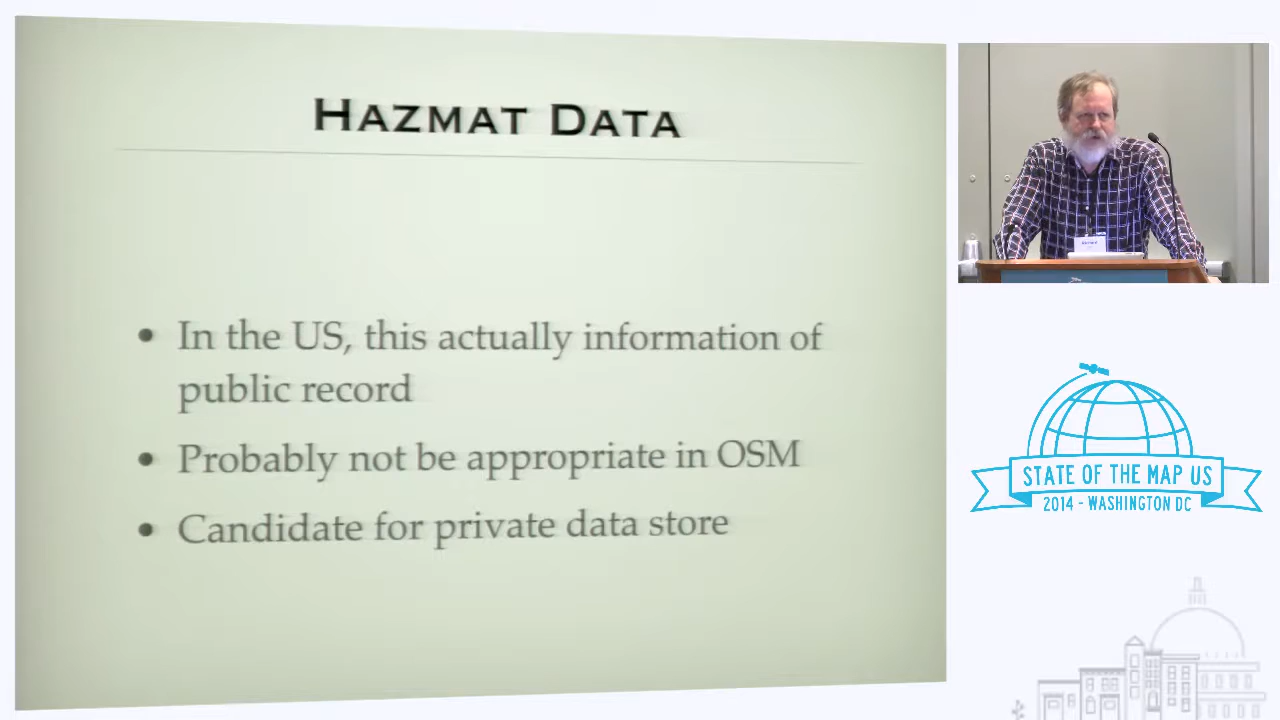 HAZMAT DATA
• In the US, this actually information of
public record
• Probably not be appropriate in OSM
• Candidate for private data store
STATE OF THE MAP US
2014 - WASHINGTON DC